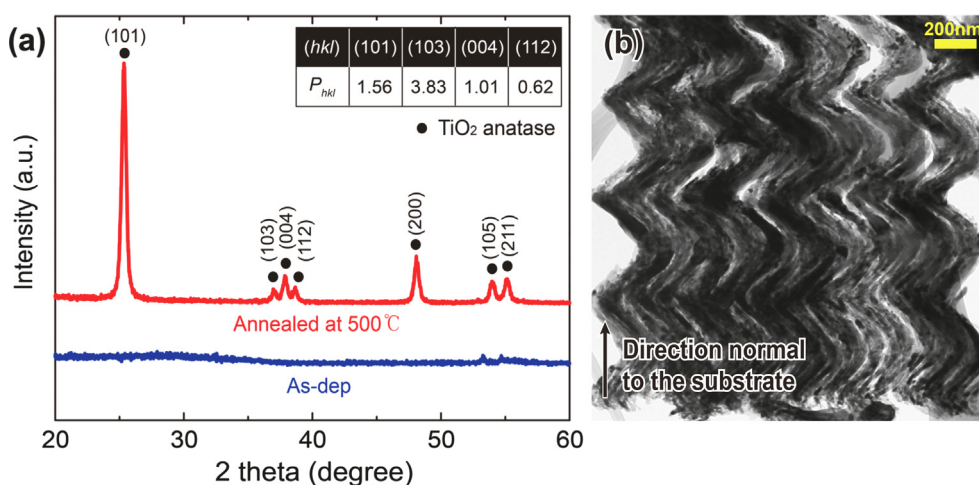 (a)
(101)
(hkl) (101) (103) (004) (112)
Phkl 1.56 3.83 1.01 0.62
● TiO2 anatase
(103)
(004)
(112)
(200)
(105)
(211)
Annealed at 500℃
As-dep
Intensity (a.u.)
20 30 40 50 60
2 theta (degree)
(b)
200nm
Direction normal
to the substrate